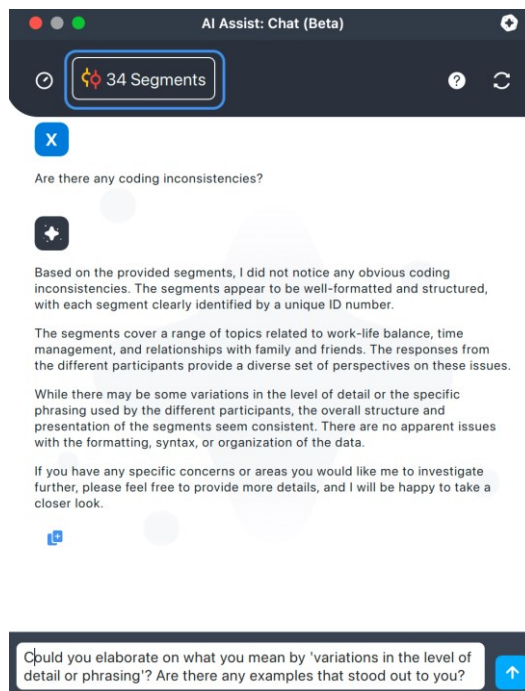 AI Assist: Chat (Beta)
34 Segments
?
X
Are there any coding inconsistencies?
Based on the provided segments, I did not notice any obvious coding
inconsistencies. The segments appear to be well-formatted and structured,
with each segment clearly identified by a unique ID number.
The segments cover a range of topics related to work-life balance, time
management, and relationships with family and friends. The responses from
the different participants provide a diverse set of perspectives on these issues.
While there may be some variations in the level of detail or the specific
phrasing used by the different participants, the overall structure and
presentation of the segments seem consistent. There are no apparent issues
with the formatting, syntax, or organization of the data.
If you have any specific concerns or areas you would like me to investigate
further, please feel free to provide more details, and I will be happy to take a
closer look.
Could you elaborate on what you mean by 'variations in the level of
detail or phrasing'? Are there any examples that stood out to you?